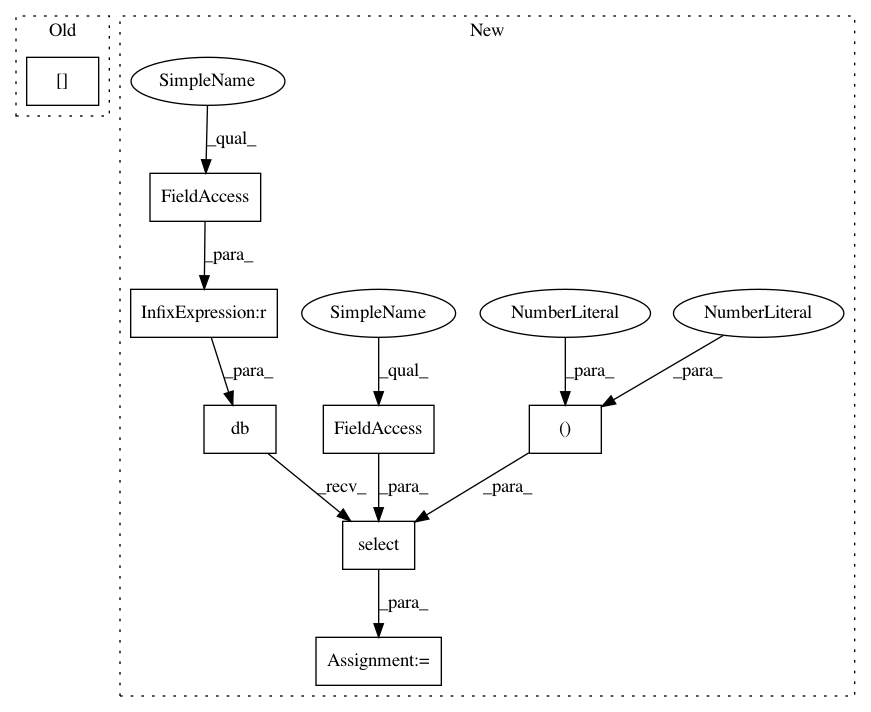 Old
New
[]
SimpleName
_qual_
FieldAccess
_para_
InfixExpression:r
SimpleName
NumberLiteral
NumberLiteral
_para_
_qual_
_para_
_para_
db
FieldAccess
()
_recv_
_para_
_para_
select
_para_
Assignment:=